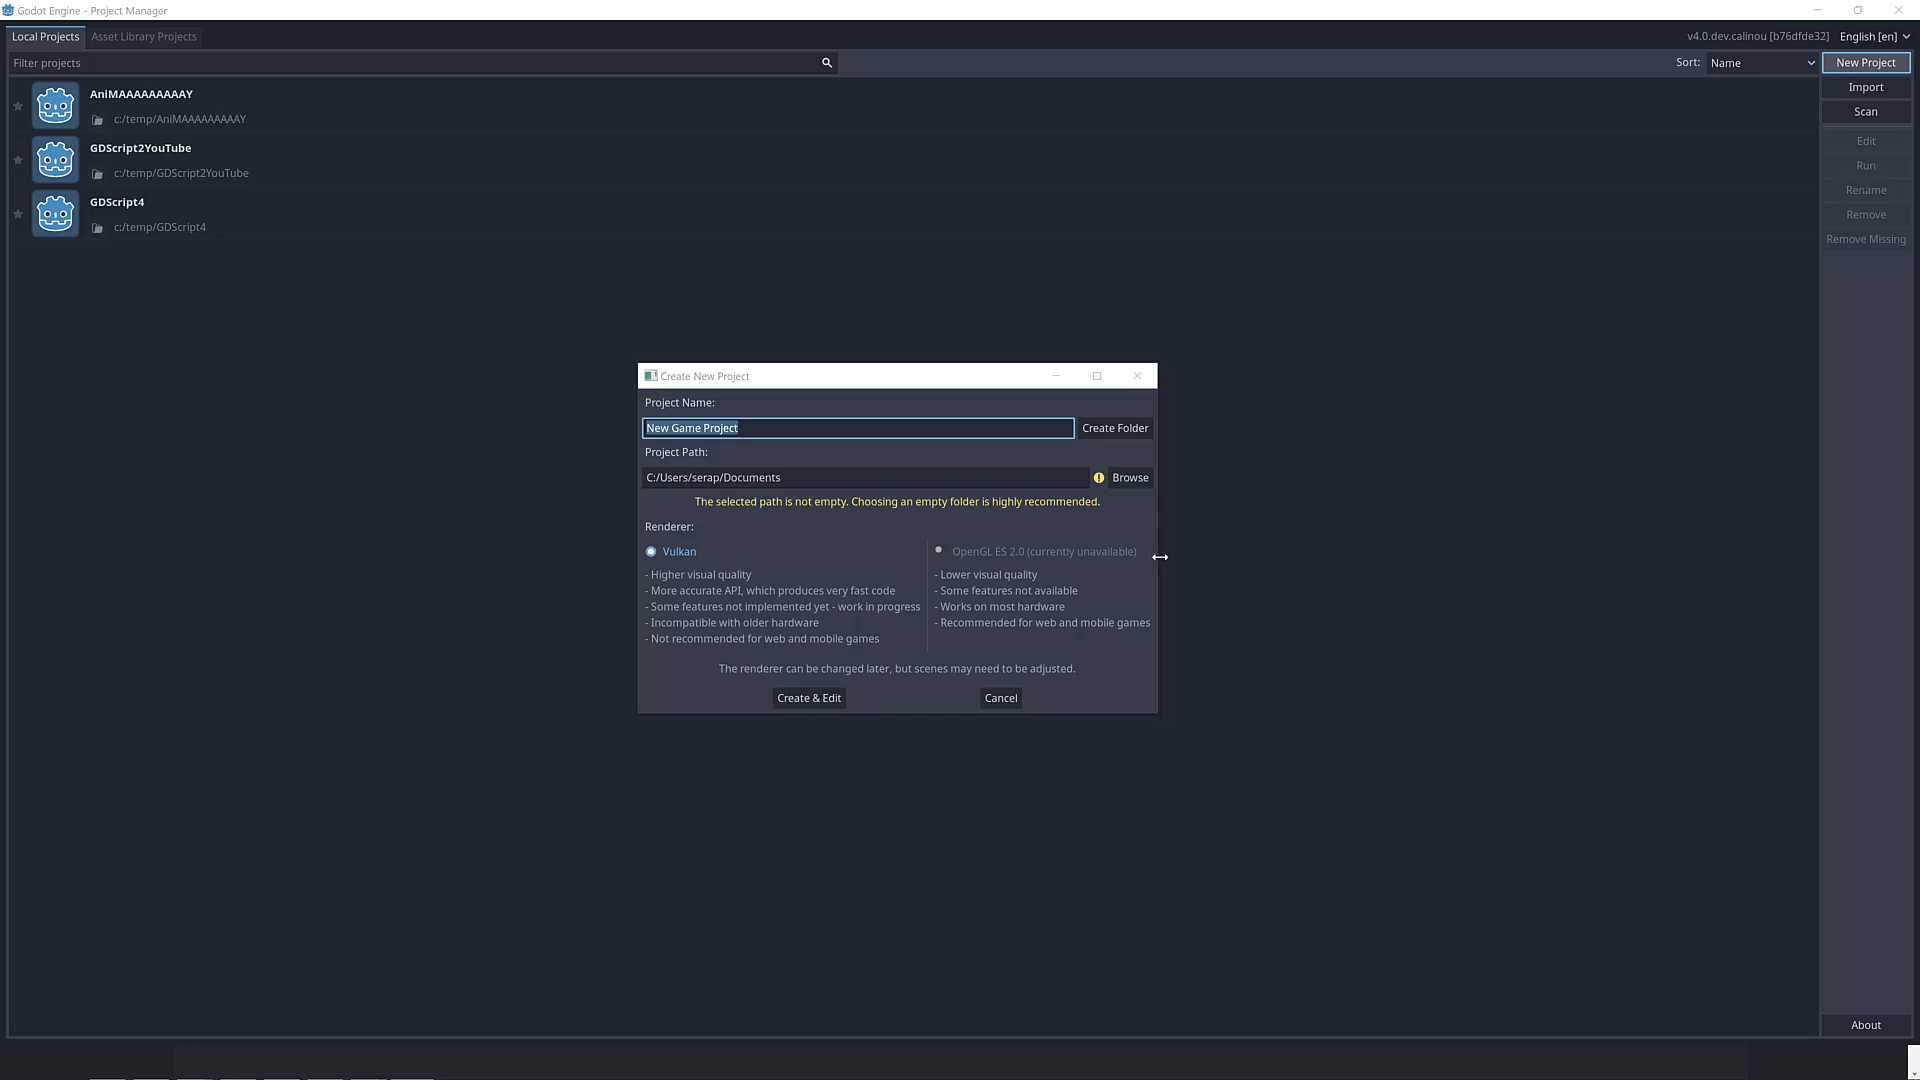 Godot Engine - Project Manager
Local Projects
Asset Library Projects
v4.0.dev.calinou [b76dfde32]
English [en]
Filter projects
Sort:
Name
New Project
Import
Scan
Edit
Run
Rename
Remove
Remove Missing
AniMAAAAAAAAAY
c:/temp/AniMAAAAAAAAAY
GDScript2YouTube
c:/temp/GDScript2YouTube
GDScript4
c:/temp/GDScript4
Create New Project
Project Name:
New Game Project
Create Folder
Project Path:
C:/Users/serap/Documents
Browse
The selected path is not empty. Choosing an empty folder is highly recommended.
Renderer:
Vulkan
- Higher visual quality
- More accurate API, which produces very fast code
- Some features not implemented yet - work in progress
- Incompatible with older hardware
- Not recommended for web and mobile games
OpenGL ES 2.0 (currently unavailable)
- Lower visual quality
- Some features not available
- Works on most hardware
- Recommended for web and mobile games
The renderer can be changed later, but scenes may need to be adjusted.
Create & Edit
Cancel
About